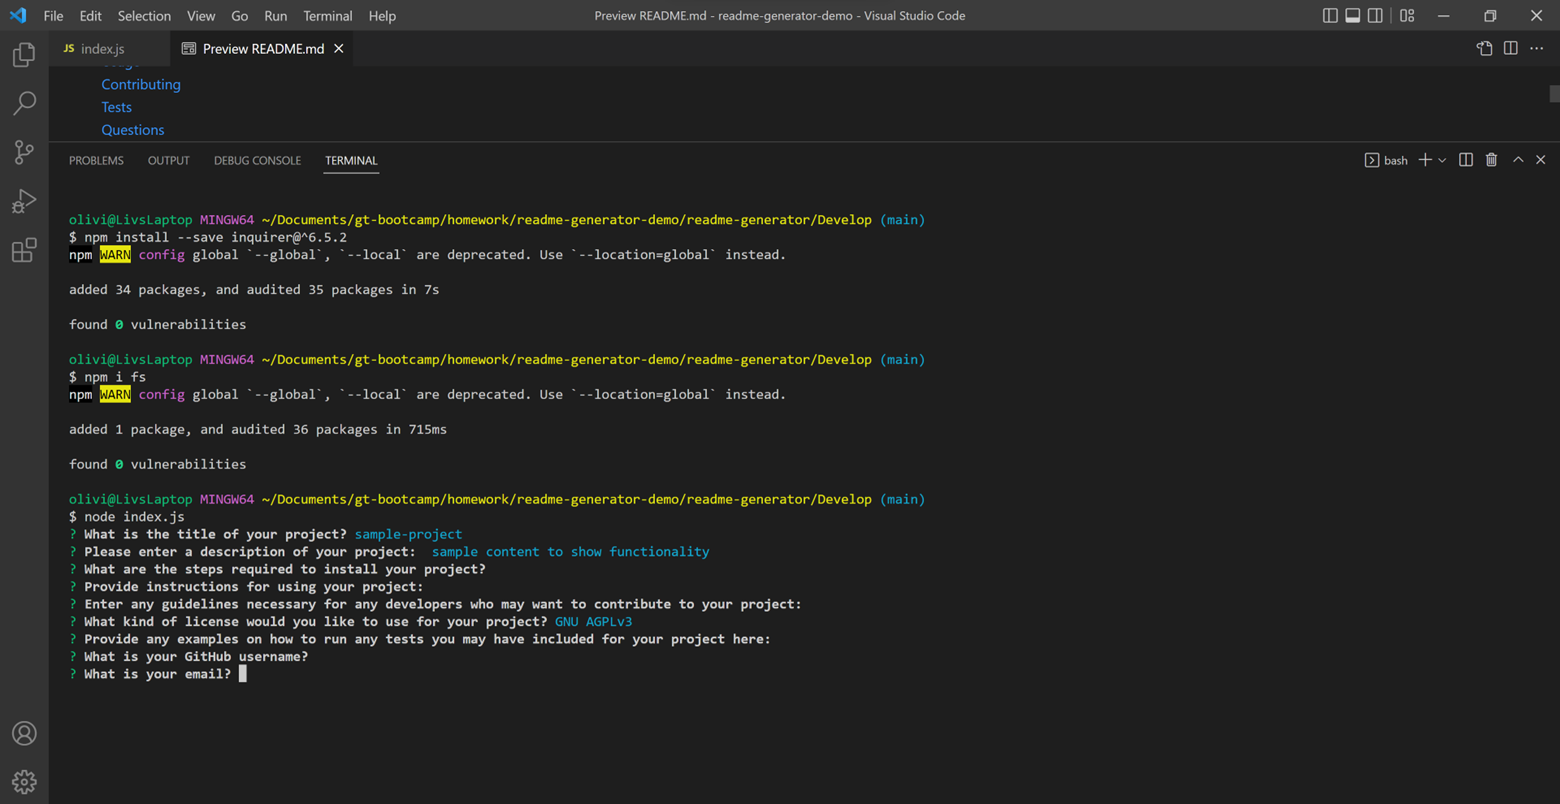 File Edit Selection View Go Run Terminal Help Preview README.md - readme-generator-demo - Visual Studio Code
JS index.js Preview README.md
Usage
Contributing
Tests
Questions
PROBLEMS OUTPUT DEBUG CONSOLE TERMINAL bash
olivi@LivsLaptop MINGW64 ~/Documents/gt-bootcamp/homework/readme-generator-demo/readme-generator/Develop (main)
$ npm install --save inquirer@^6.5.2
npm WARN config global `--global`, `--local` are deprecated. Use `--location=global` instead.
added 34 packages, and audited 35 packages in 7s
found 0 vulnerabilities
olivi@LivsLaptop MINGW64 ~/Documents/gt-bootcamp/homework/readme-generator-demo/readme-generator/Develop (main)
$ npm i fs
npm WARN config global `--global`, `--local` are deprecated. Use `--location=global` instead.
added 1 package, and audited 36 packages in 715ms
found 0 vulnerabilities
olivi@LivsLaptop MINGW64 ~/Documents/gt-bootcamp/homework/readme-generator-demo/readme-generator/Develop (main)
$ node index.js
? What is the title of your project? sample-project
? Please enter a description of your project:  sample content to show functionality
? What are the steps required to install your project?
? Provide instructions for using your project:
? Enter any guidelines necessary for any developers who may want to contribute to your project:
? What kind of license would you like to use for your project? GNU AGPLv3
? Provide any examples on how to run any tests you may have included for your project here:
? What is your GitHub username?
? What is your email?